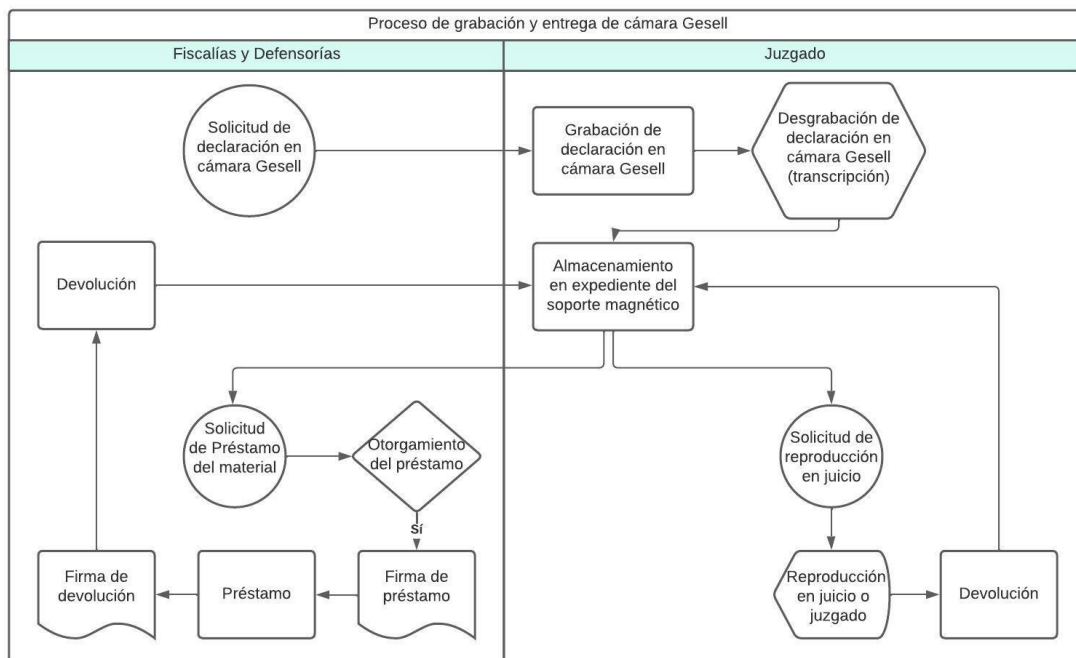 Proceso de grabación y entrega de cámara Gesell
Fiscalías y Defensorías
Juzgado
Solicitud de
declaración en
cámara Gesell
Grabación de
declaración en
cámara Gesell
Desgrabación de
declaración en
cámara Gesell
(transcripción)
Devolución
Almacenamiento
en expediente del
soporte magnético
Solicitud
de Préstamo
del material
Otorgamiento
del préstamo
Solicitud de
reproducción
en juicio
Sí
Firma de
devolución
Préstamo
Firma de
préstamo
Reproducción
en juicio o
juzgado
Devolución